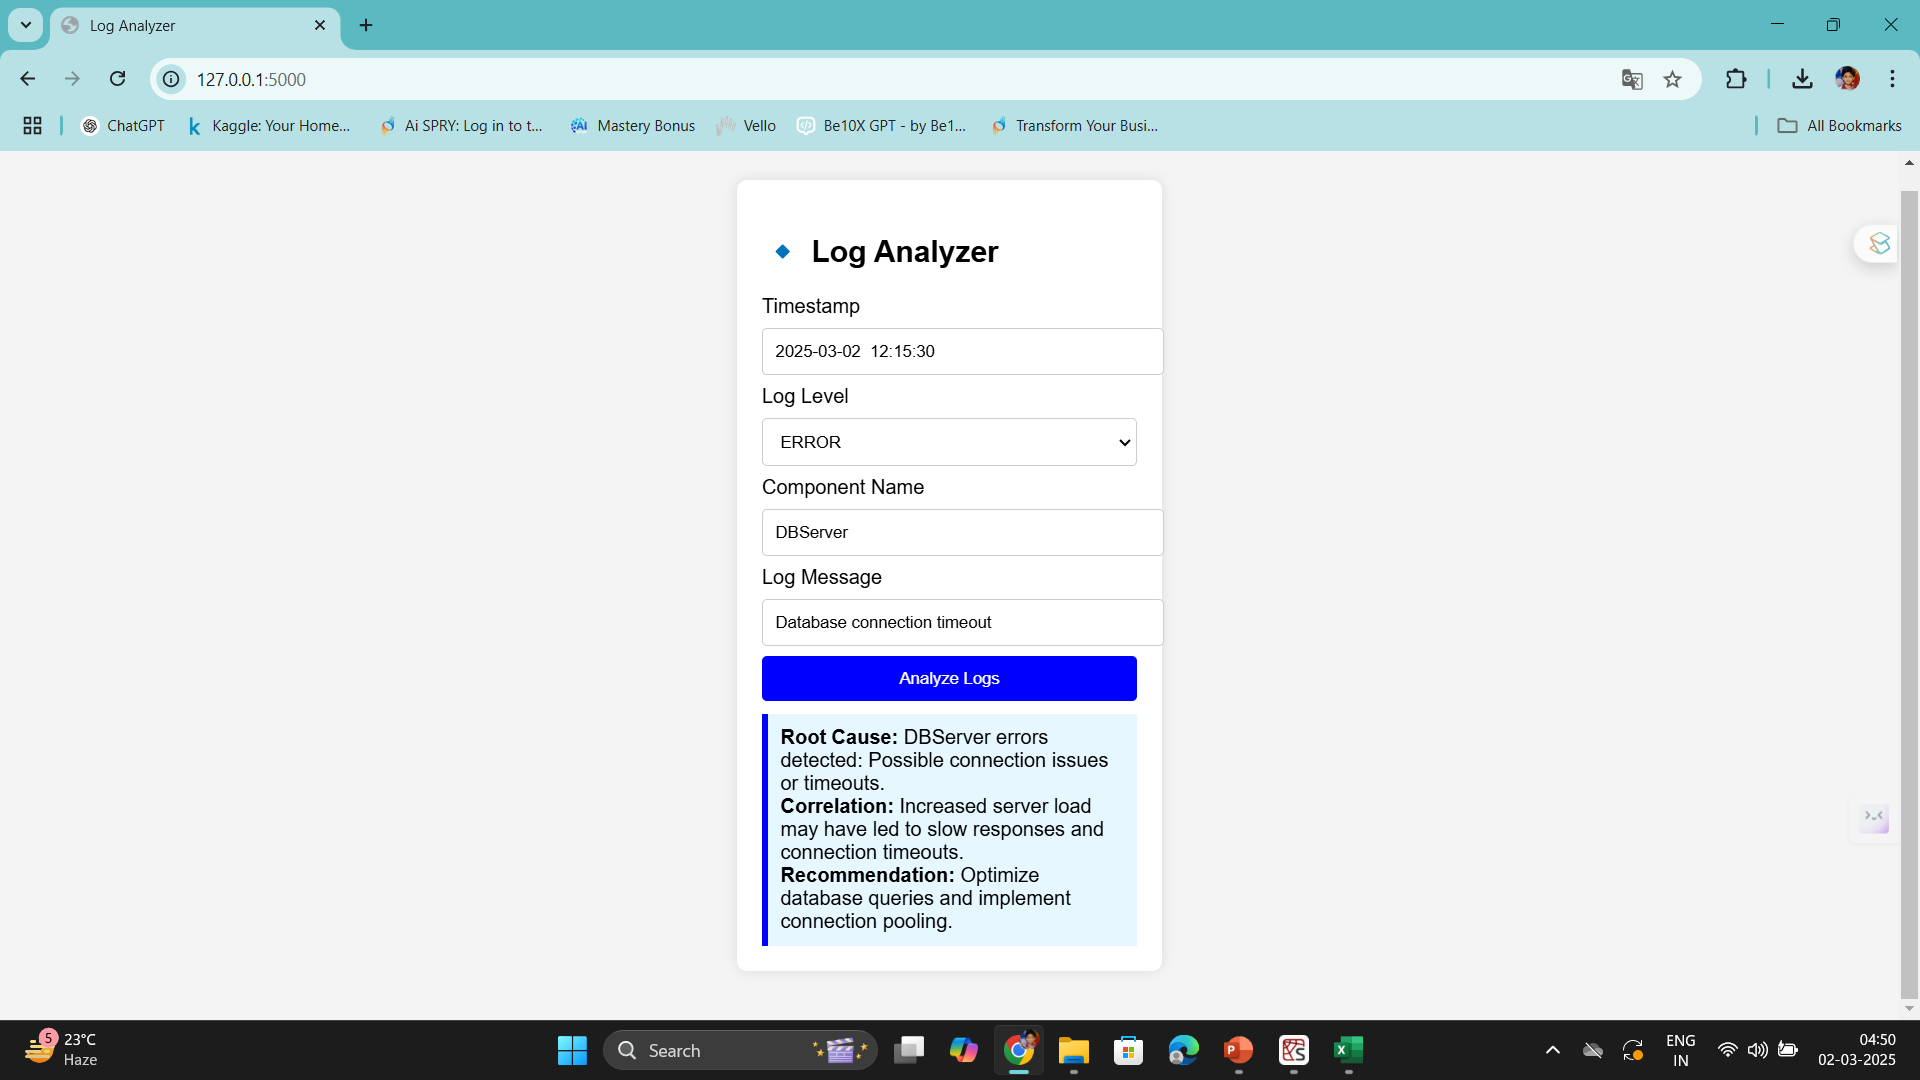 Log Analyzer
127.0.0.1:5000
ChatGPT
Kaggle: Your Home...
Ai SPRY: Log in to t...
AI
Mastery Bonus
Vello
Be10X GPT - by Be1...
Transform Your Busi...
All Bookmarks
Log Analyzer
Timestamp
2025-03-02 12:15:30
Log Level
ERROR
Component Name
DBServer
Log Message
Database connection timeout
Analyze Logs
Root Cause: DBServer errors
detected: Possible connection issues
or timeouts.
Correlation: Increased server load
may have led to slow responses and
connection timeouts.
Recommendation: Optimize
database queries and implement
connection pooling.
5
23°C
Haze
Search
ENG
IN
04:50
02-03-2025